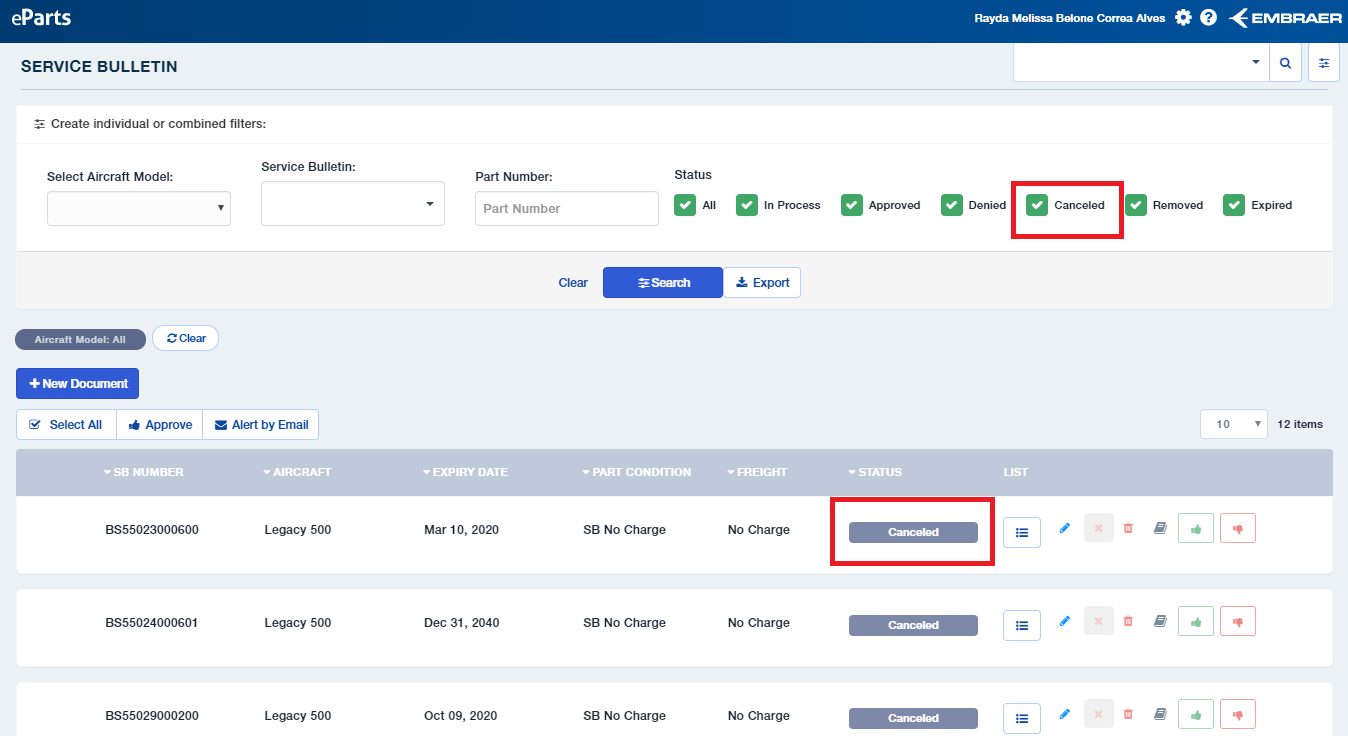 eParts
Rayda Melissa Belone Correa Alves
EMBRAER
SERVICE BULLETIN
Create individual or combined filters:
Select Aircraft Model:
Service Bulletin:
Part Number:
Part Number
Status
All
In Process
Approved
Denied
Canceled
Removed
Expired
Clear
Search
Export
Aircraft Model: All
Clear
New Document
Select All
Approve
Alert by Email
10
12 items
SB NUMBER AIRCRAFT EXPIRY DATE PART CONDITION FREIGHT STATUS LIST
BS55023000600 Legacy 500 Mar 10, 2020 SB No Charge No Charge Canceled
BS55024000601 Legacy 500 Dec 31, 2040 SB No Charge No Charge Canceled
BS55029000200 Legacy 500 Oct 09, 2020 SB No Charge No Charge Canceled